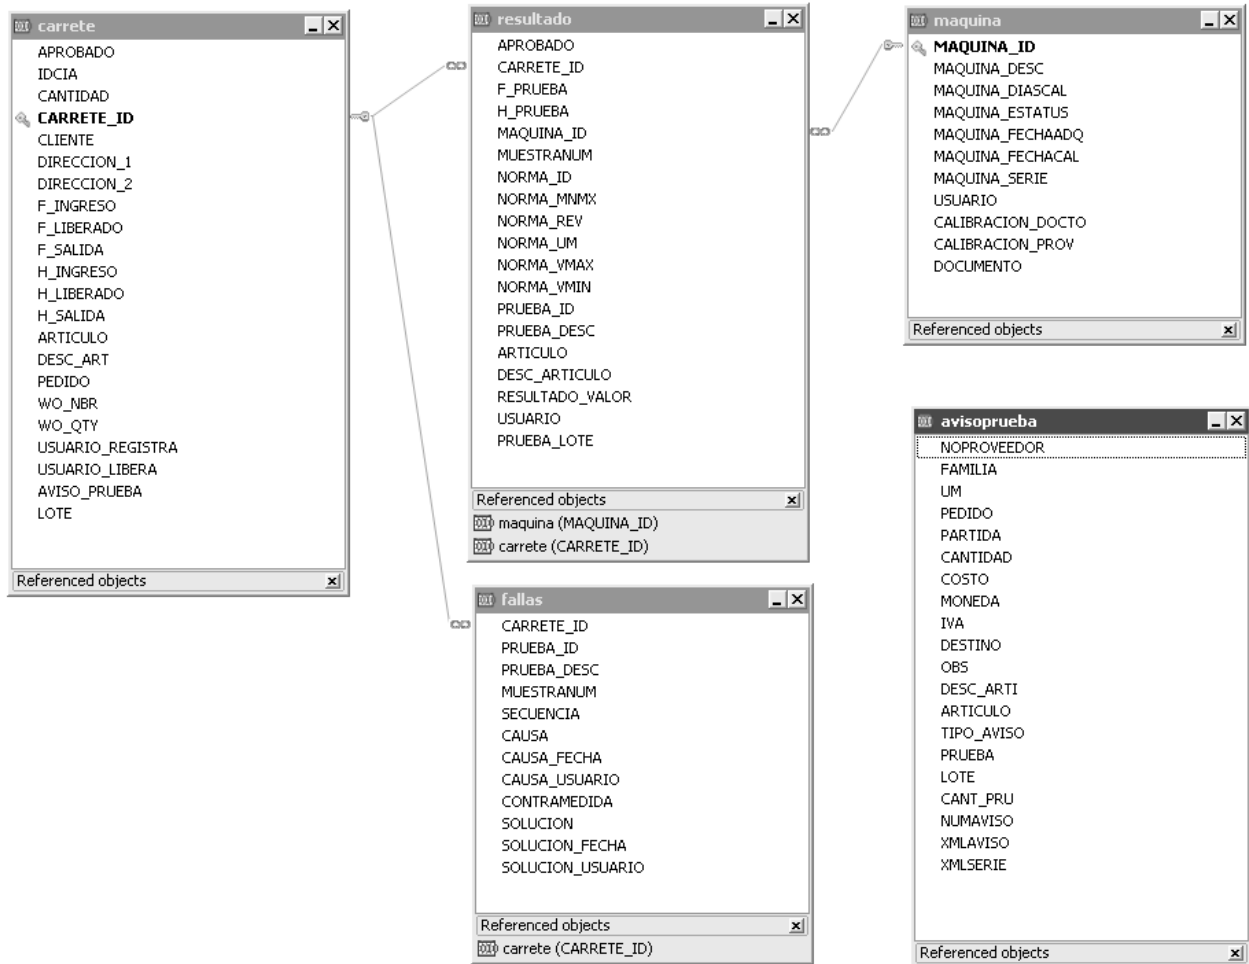 carrete
APROBADO
IDCIA
CANTIDAD
CARRETE_ID
CLIENTE
DIRECCION_1
DIRECCION_2
F_INGRESO
F_LIBERADO
F_SALIDA
H_INGRESO
H_LIBERADO
H_SALIDA
ARTICULO
DESC_ART
PEDIDO
WO_NBR
WO_QTY
USUARIO_REGISTRA
USUARIO_LIBERA
AVISO_PRUEBA
LOTE
Referenced objects
resultado
APROBADO
CARRETE_ID
F_PRUEBA
H_PRUEBA
MAQUINA_ID
MUESTRANUM
NORMA_ID
NORMA_MNMX
NORMA_REV
NORMA_UM
NORMA_VMAX
NORMA_VMIN
PRUEBA_ID
PRUEBA_DESC
ARTICULO
DESC_ARTICULO
RESULTADO_VALOR
USUARIO
PRUEBA_LOTE
Referenced objects
maquina (MAQUINA_ID)
carrete (CARRETE_ID)
fallas
CARRETE_ID
PRUEBA_ID
PRUEBA_DESC
MUESTRANUM
SECUENCIA
CAUSA
CAUSA_FECHA
CAUSA_USUARIO
CONTRAMEDIDA
SOLUCION
SOLUCION_FECHA
SOLUCION_USUARIO
Referenced objects
carrete (CARRETE_ID)
maquina
MAQUINA_ID
MAQUINA_DESC
MAQUINA_DIASCAL
MAQUINA_ESTATUS
MAQUINA_FECHAADQ
MAQUINA_FECHACAL
MAQUINA_SERIE
USUARIO
CALIBRACION_DOCTO
CALIBRACION_PROV
DOCUMENTO
Referenced objects
avisoprueba
NOPROVEEDOR
FAMILIA
UM
PEDIDO
PARTIDA
CANTIDAD
COSTO
MONEDA
IVA
DESTINO
OBS
DESC_ARTI
ARTICULO
TIPO_AVISO
PRUEBA
LOTE
CANT_PRU
NUMAVISO
XMLAVISO
XMLSERIE
Referenced objects